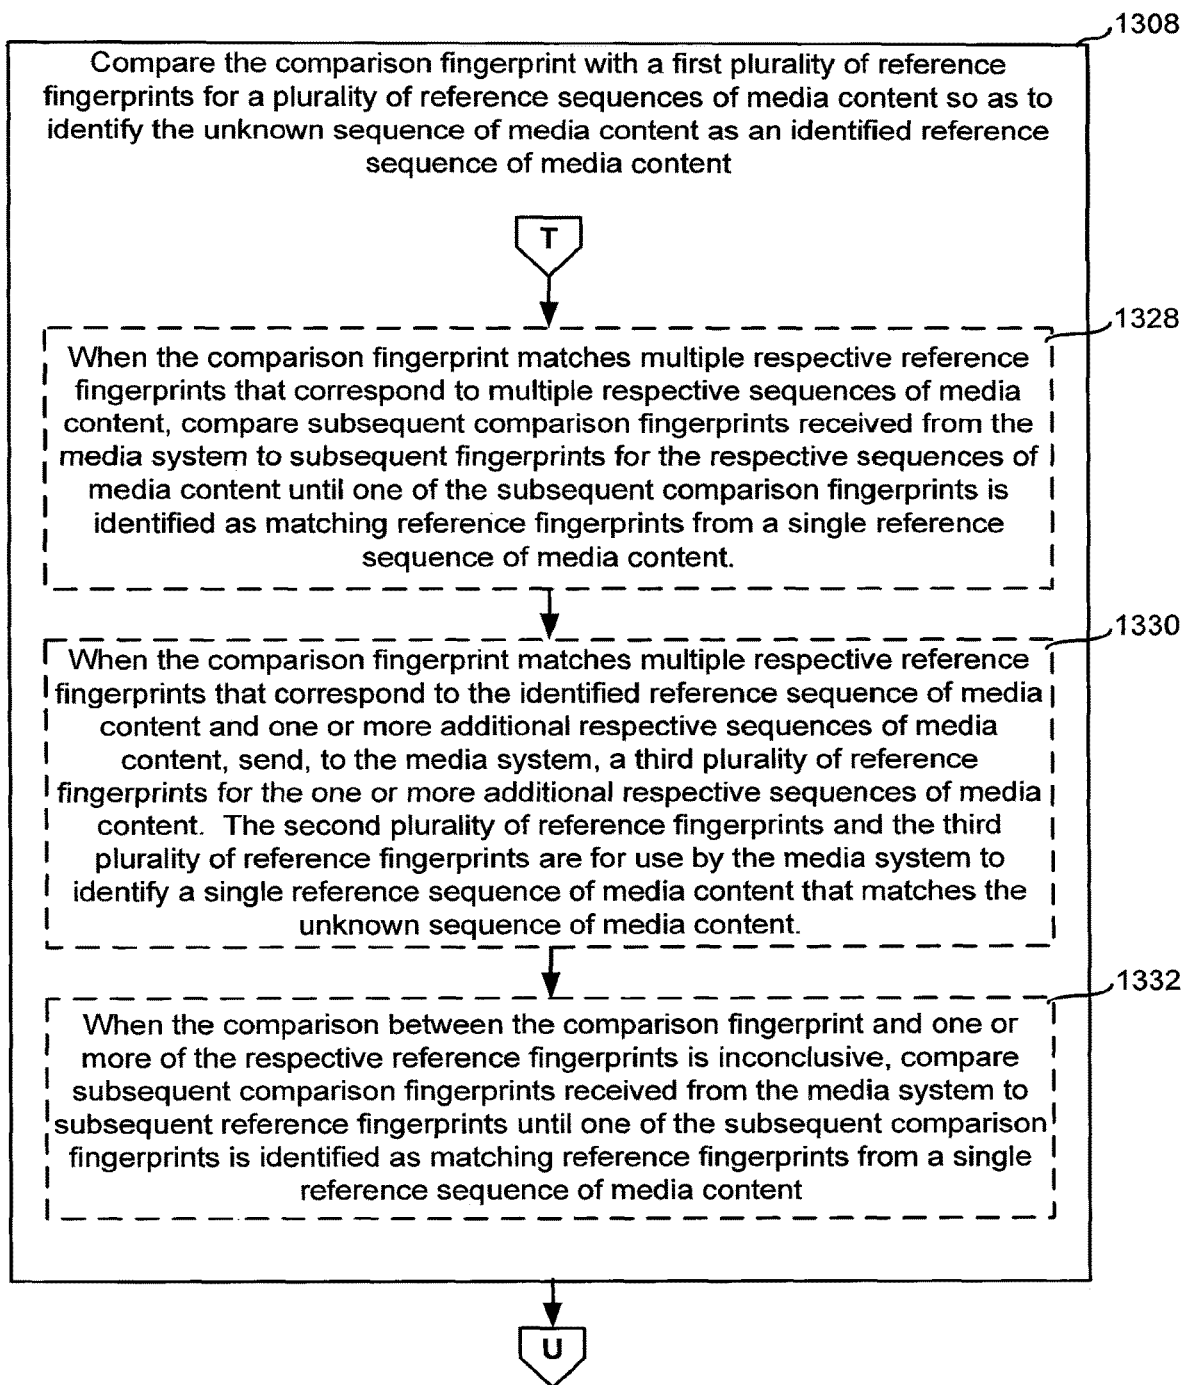 1308
Compare the comparison fingerprint with a first plurality of reference
fingerprints for a plurality of reference sequences of media content so as to
identify the unknown sequence of media content as an identified reference
sequence of media content
T
1328
When the comparison fingerprint matches multiple respective reference
fingerprints that correspond to multiple respective sequences of media
content, compare subsequent comparison fingerprints received from the
media system to subsequent fingerprints for the respective sequences of
media content until one of the subsequent comparison fingerprints is
identified as matching reference fingerprints from a single reference
sequence of media content.
1330
When the comparison fingerprint matches multiple respective reference
fingerprints that correspond to the identified reference sequence of media
content and one or more additional respective sequences of media
content, send, to the media system, a third plurality of reference
fingerprints for the one or more additional respective sequences of media
content. The second plurality of reference fingerprints and the third
plurality of reference fingerprints are for use by the media system to
identify a single reference sequence of media content that matches the
unknown sequence of media content.
1332
When the comparison between the comparison fingerprint and one or
more of the respective reference fingerprints is inconclusive, compare
subsequent comparison fingerprints received from the media system to
subsequent reference fingerprints until one of the subsequent comparison
fingerprints is identified as matching reference fingerprints from a single
reference sequence of media content
U